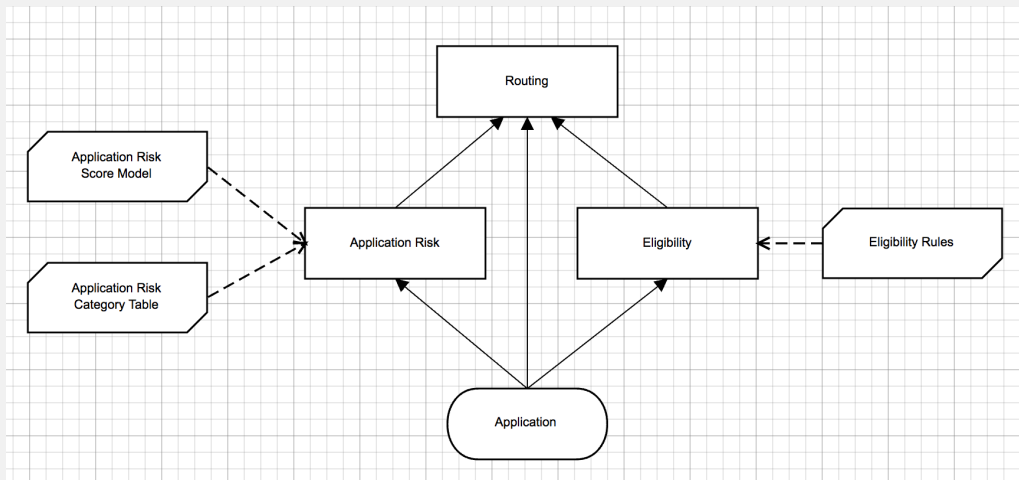 Routing
Application Risk
Score Model
Application Risk
Eligibility
Eligibility Rules
Application Risk
Category Table
Application